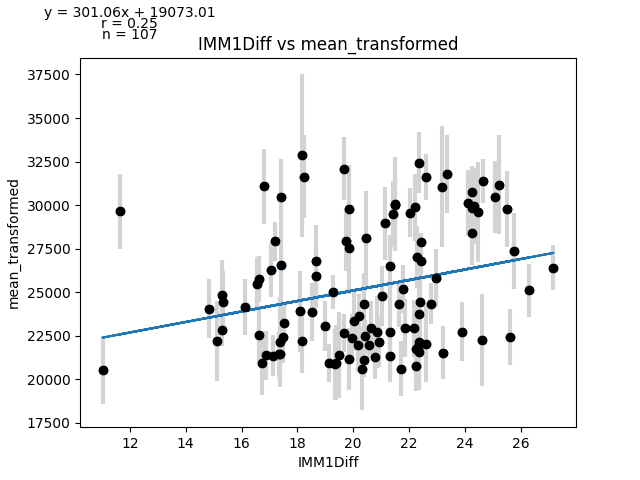 y = 301.06x + 19073.01
r = 0.25
n = 107
IMM1Diff vs mean_transformed
37500
35000
32500
30000
27500
25000
22500
20000
17500
mean_transformed
12 14 16 18 20 22 24 26
IMM1Diff